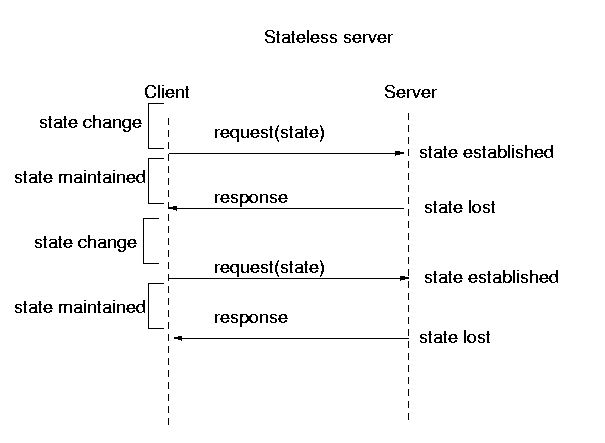 Stateless server
Client
Server
state change
request(state)
state established
state maintained
response
state lost
state change
request(state)
state established
state maintained
response
state lost